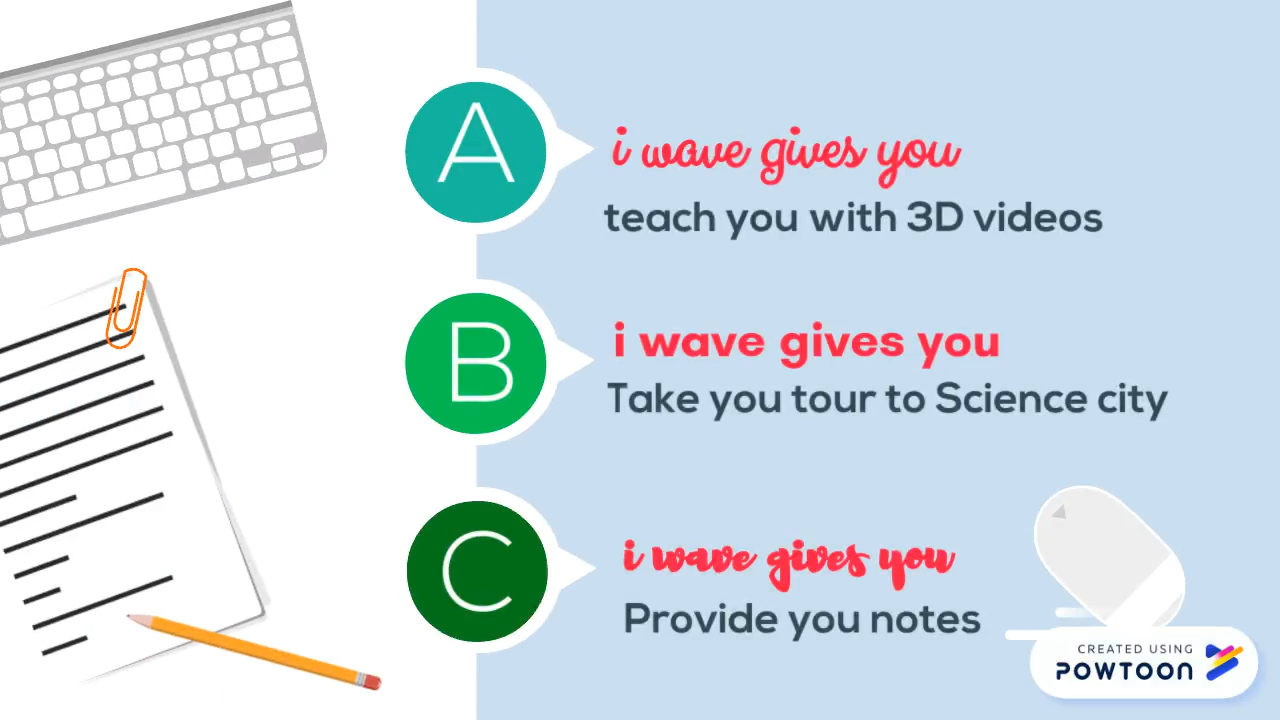 A
i wave gives you
teach you with 3D videos
B
i wave gives you
Take you tour to Science city
C
i wave gives you
Provide you notes
CREATED USING
POWTOON